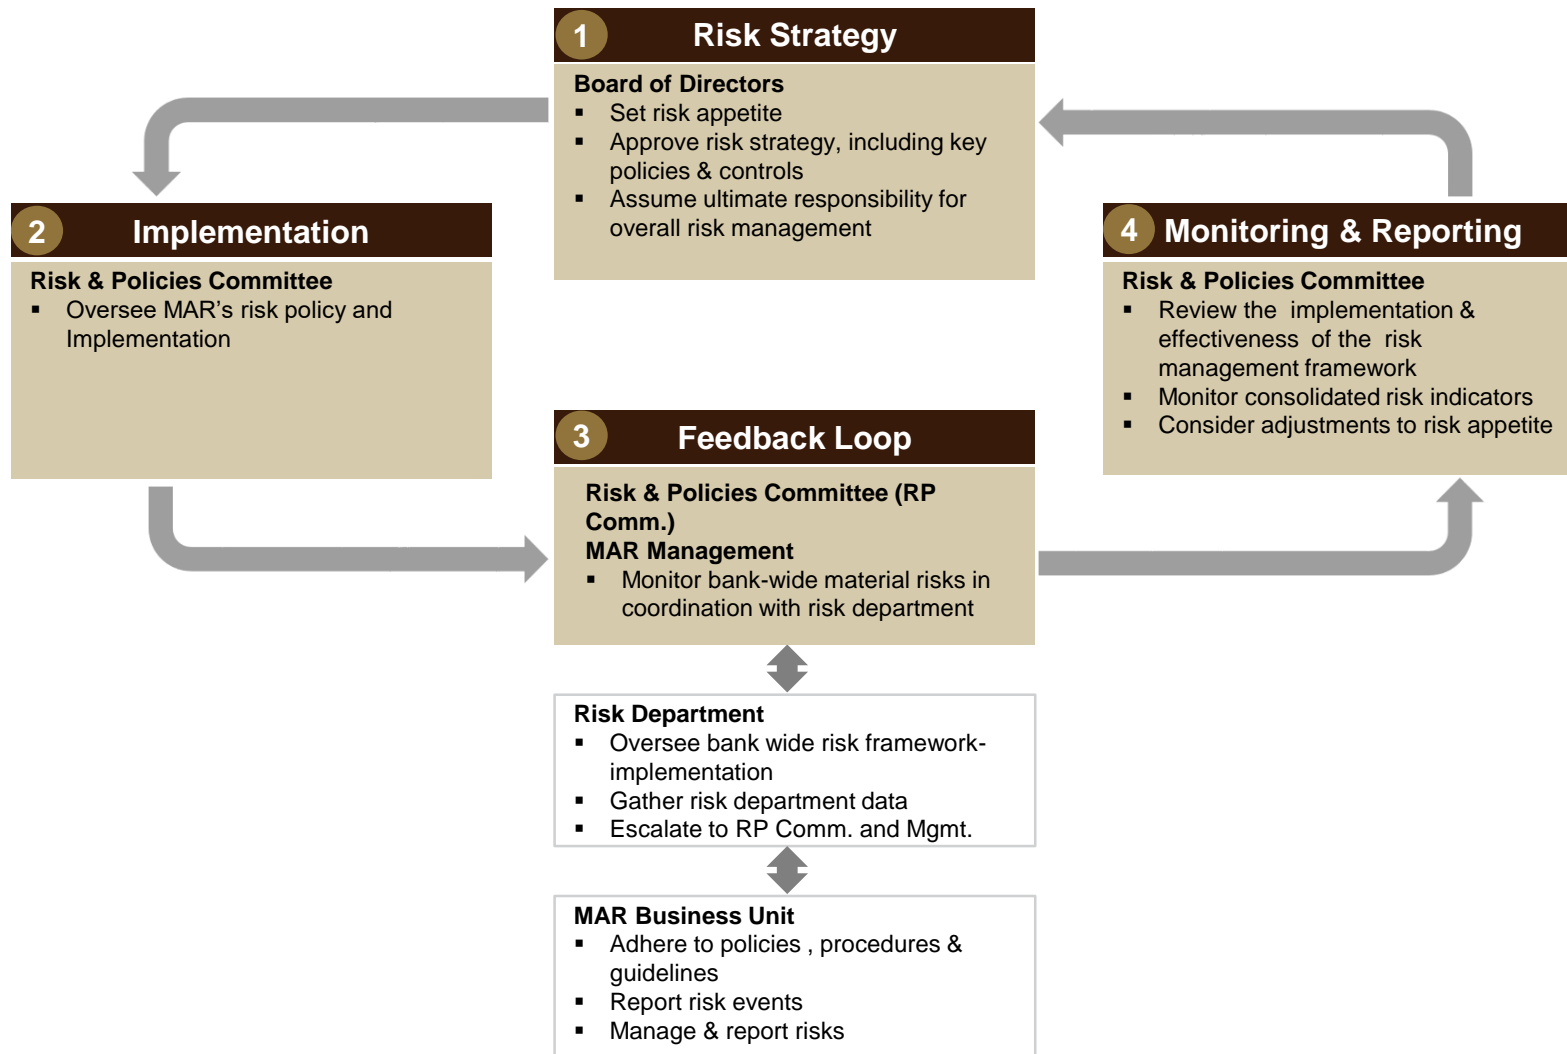 1
Risk Strategy
Board of Directors
▪ Set risk appetite
▪ Approve risk strategy, including key
policies & controls
▪ Assume ultimate responsibility for
overall risk management
2
Implementation
Risk & Policies Committee
▪ Oversee MAR’s risk policy and
Implementation
3
Feedback Loop
Risk & Policies Committee (RP
Comm.)
MAR Management
▪ Monitor bank-wide material risks in
coordination with risk department
4
Monitoring & Reporting
Risk & Policies Committee
▪ Review the implementation &
effectiveness of the risk
management framework
▪ Monitor consolidated risk indicators
▪ Consider adjustments to risk appetite
Risk Department
▪ Oversee bank wide risk framework-
implementation
▪ Gather risk department data
▪ Escalate to RP Comm. and Mgmt.
MAR Business Unit
▪ Adhere to policies , procedures &
guidelines
▪ Report risk events
▪ Manage & report risks